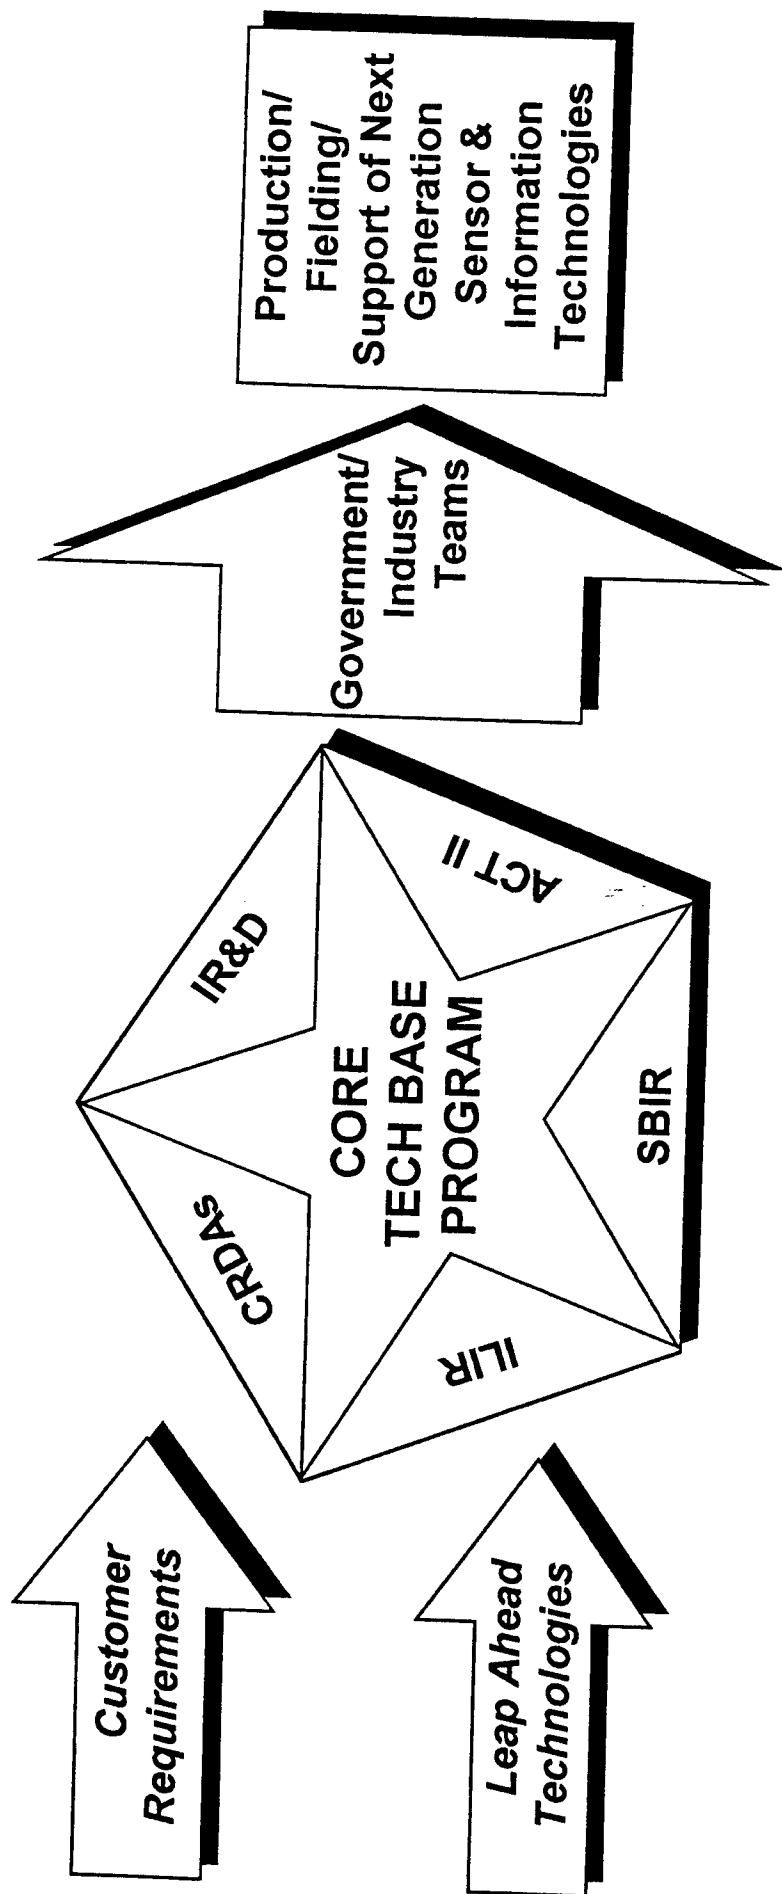 Customer
Requirements
Leap Ahead
Technologies
CRDAs
IR&D
CORE
TECH BASE
PROGRAM
ILIR
SBIR
ACT II
Government/
Industry
Teams
Production/
Fielding/
Support of Next
Generation
Sensor &
Information
Technologies